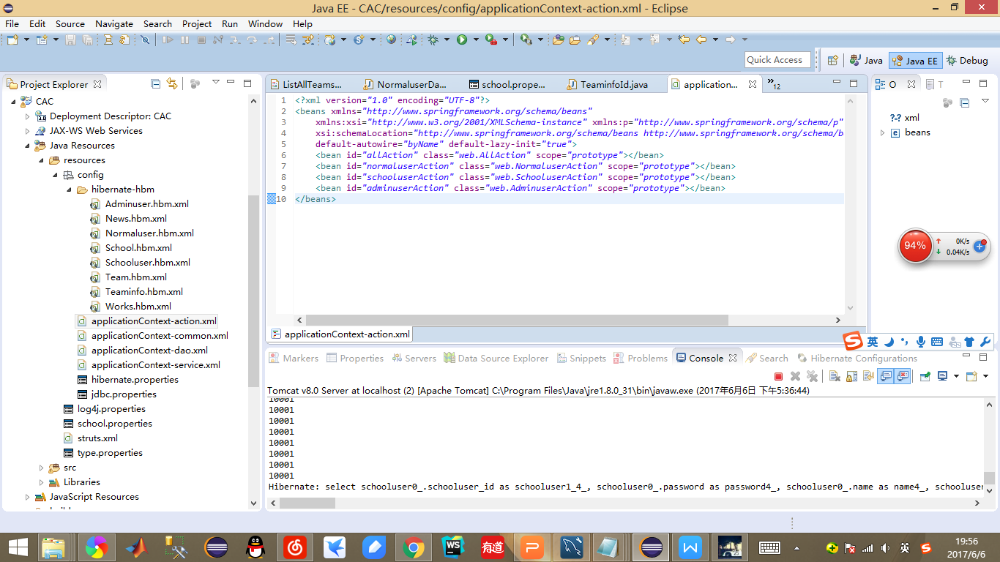 Java EE - CAC/resources/config/applicationContext-action.xml - Eclipse
File Edit Source Navigate Search Project Run Window Help
Quick Access
Java
Java EE
Debug
Project Explorer
CAC
Deployment Descriptor: CAC
JAX-WS Web Services
Java Resources
resources
config
hibernate-hbm
Adminuser.hbm.xml
News.hbm.xml
Normaluser.hbm.xml
School.hbm.xml
Schooluser.hbm.xml
Team.hbm.xml
Teaminfo.hbm.xml
Works.hbm.xml
applicationContext-action.xml
applicationContext-common.xml
applicationContext-dao.xml
applicationContext-service.xml
hibernate.properties
jdbc.properties
log4j.properties
school.properties
struts.xml
type.properties
src
Libraries
JavaScript Resources
ListAllTeams... NormaluserDa... school.prope... TeaminfoId.java application... »12
1 <?xml version="1.0" encoding="UTF-8"?>
2 <beans xmlns="http://www.springframework.org/schema/beans"
3 xmlns:xsi="http://www.w3.org/2001/XMLSchema-instance" xmlns:p="http://www.springframework.org/schema/p"
4 xsi:schemaLocation="http://www.springframework.org/schema/beans http://www.springframework.org/schema/be
5 default-autowire="byName" default-lazy-init="true">
6 <bean id="allAction" class="web.AllAction" scope="prototype"></bean>
7 <bean id="normaluserAction" class="web.NormaluserAction" scope="prototype"></bean>
8 <bean id="schooluserAction" class="web.SchooluserAction" scope="prototype"></bean>
9 <bean id="adminuserAction" class="web.AdminuserAction" scope="prototype"></bean>
10 </beans>
applicationContext-action.xml
O T
?-? xml
e beans
94% 0K/s
0.04K/s
S 英
Markers Properties Servers Data Source Explorer Snippets Problems Console Search Hibernate Configurations
Tomcat v8.0 Server at localhost (2) [Apache Tomcat] C:\Program Files\Java\jre1.8.0_31\bin\javaw.exe (2017年6月6日 下午5:36:44)
10001
10001
10001
10001
10001
10001
10001
10001
Hibernate: select schooluser0_.schooluser_id as schooluser1_4_, schooluser0_.password as password4_, schooluser0_.name as name4_, schooluser
WS 有道 P W 英 S
19:56
2017/6/6